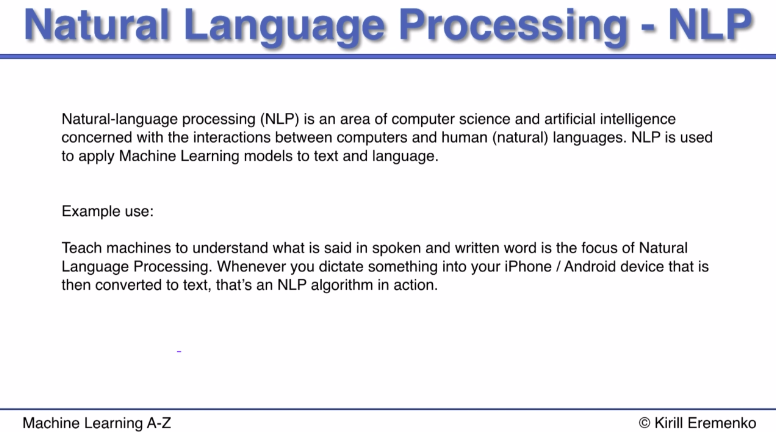 Natural Language Processing - NLP
Natural-language processing (NLP) is an area of computer science and artificial intelligence
concerned with the interactions between computers and human (natural) languages. NLP is used
to apply Machine Learning models to text and language.
Example use:
Teach machines to understand what is said in spoken and written word is the focus of Natural
Language Processing. Whenever you dictate something into your iPhone / Android device that is
then converted to text, that’s an NLP algorithm in action.
Machine Learning A-Z
© Kirill Eremenko